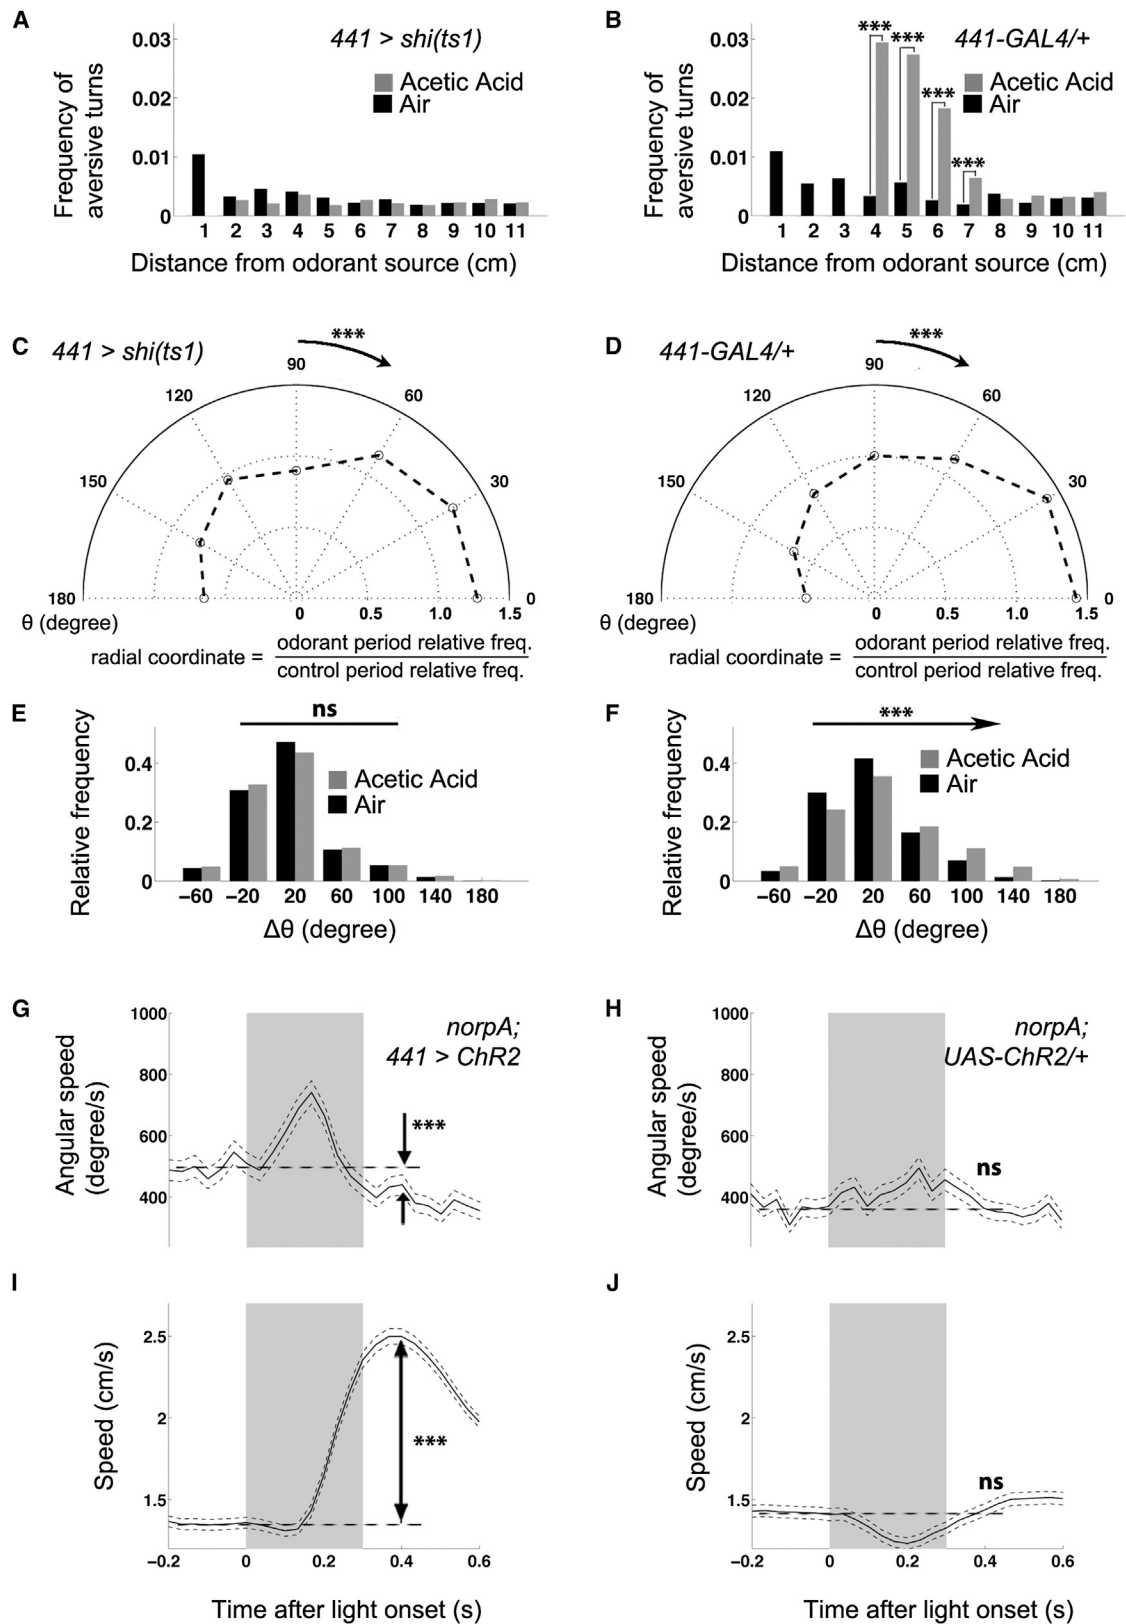 A
441 > shi(ts1)
Frequency of
aversive turns
0.03
0.02
0.01
0
Acetic Acid
Air
1 2 3 4 5 6 7 8 9 10 11
Distance from odorant source (cm)
B
441-GAL4/+
Frequency of
aversive turns
0.03
0.02
0.01
0
*** *** *** ***
Acetic Acid
Air
1 2 3 4 5 6 7 8 9 10 11
Distance from odorant source (cm)
C
441 > shi(ts1)
***
90
120 60
150 30
180 0 0.5 1.0 1.5 0
θ (degree)
radial coordinate = odorant period relative freq.
control period relative freq.
D
441-GAL4/+
***
90
120 60
150 30
180 0 0.5 1.0 1.5 0
θ (degree)
radial coordinate = odorant period relative freq.
control period relative freq.
E
Relative frequency
ns
0.4
0.2
0
Acetic Acid
Air
−60 −20 20 60 100 140 180
Δθ (degree)
F
Relative frequency
***
0.4
0.2
0
Acetic Acid
Air
−60 −20 20 60 100 140 180
Δθ (degree)
G
Angular speed
(degree/s)
1000
800
600
400
norpA;
441 > ChR2
***
H
Angular speed
(degree/s)
1000
800
600
400
norpA;
UAS-ChR2/+
ns
I
Speed (cm/s)
2.5
2
1.5
***
−0.2 0 0.2 0.4 0.6
Time after light onset (s)
J
Speed (cm/s)
2.5
2
1.5
ns
−0.2 0 0.2 0.4 0.6
Time after light onset (s)